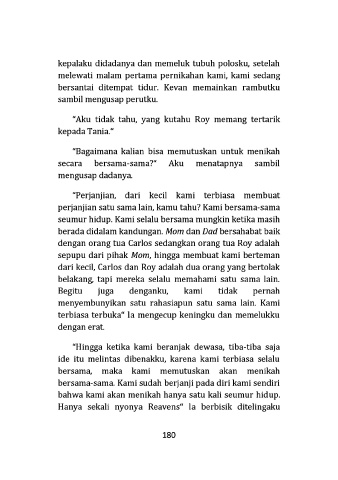 kepalaku didadanya dan memeluk tubuh polosku, setelah
melewati malam pertama pernikahan kami, kami sedang
bersantai ditempat tidur. Kevan memainkan rambutku
sambil mengusap perutku.
"Aku tidak tahu, yang kutahu Roy memang tertarik
kepada Tania."
"Bagaimana kalian bisa memutuskan untuk menikah
secara bersama-sama?" Aku menatapnya sambil
mengusap dadanya.
"Perjanjian, dari kecil kami terbiasa membuat
perjanjian satu sama lain, kamu tahu? Kami bersama-sama
seumur hidup. Kami selalu bersama mungkin ketika masih
berada didalam kandungan. Mom dan Dad bersahabat baik
dengan orang tua Carlos sedangkan orang tua Roy adalah
sepupu dari pihak Mom, hingga membuat kami berteman
dari kecil, Carlos dan Roy adalah dua orang yang bertolak
belakang, tapi mereka selalu memahami satu sama lain.
Begitu juga denganku, kami tidak pernah
menyembunyikan satu rahasiapun satu sama lain. Kami
terbiasa terbuka" Ia mengecup keningku dan memelukku
dengan erat.
"Hingga ketika kami beranjak dewasa, tiba-tiba saja
ide itu melintas dibenakku, karena kami terbiasa selalu
bersama, maka kami memutuskan akan menikah
bersama-sama. Kami sudah berjanji pada diri kami sendiri
bahwa kami akan menikah hanya satu kali seumur hidup.
Hanya sekali nyonya Reavens" Ia berbisik ditelingaku
180